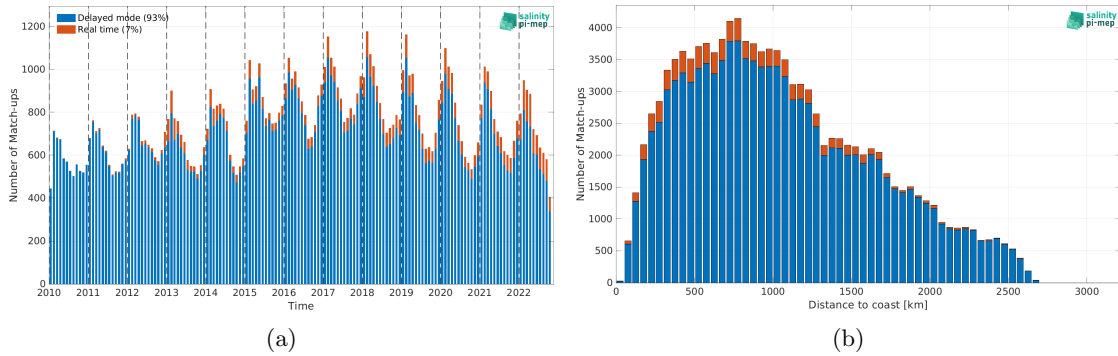 Delayed mode (93%)
Real time (7%)
salinity
pi-mep
Number of Match-ups
1200
1000
800
600
400
200
0
2010 2011 2012 2013 2014 2015 2016 2017 2018 2019 2020 2021 2022
Time
(a)
salinity
pi-mep
Number of Match-ups
4000
3500
3000
2500
2000
1500
1000
500
0
0 500 1000 1500 2000 2500 3000
Distance to coast [km]
(b)